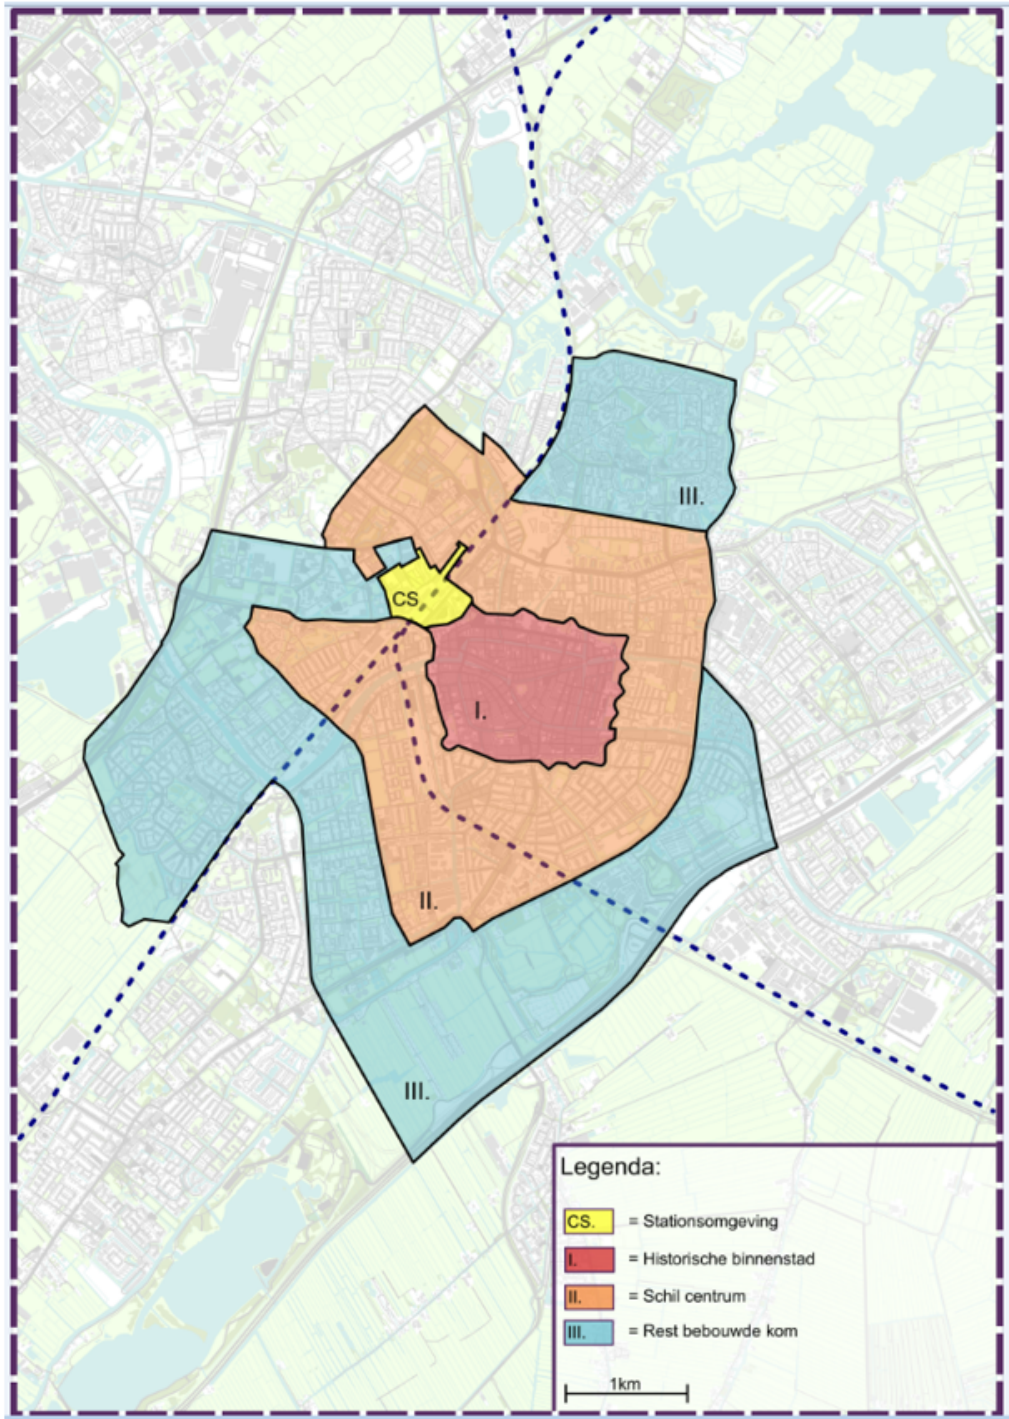 III.
CS
I.
II.
III.
Legenda:
CS. = Stationsomgeving
I. = Historische binnenstad
II. = Schil centrum
III. = Rest bebouwde kom
1km